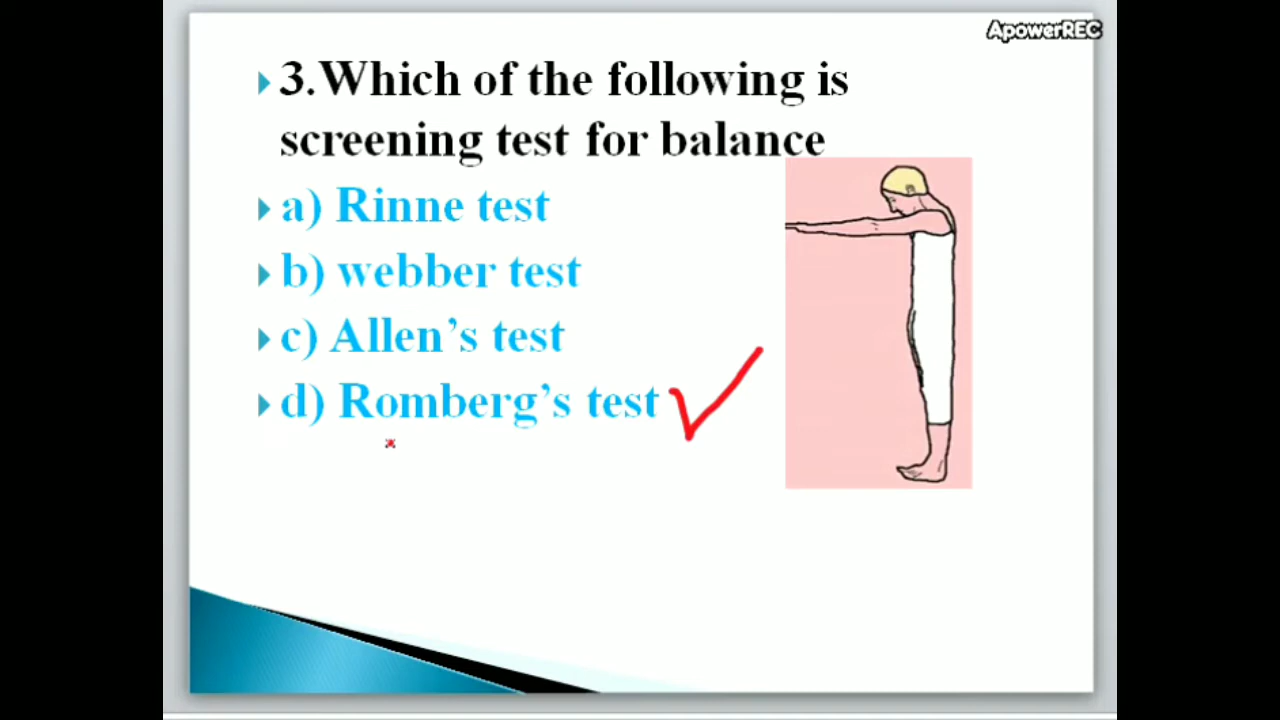 ApowerREC
3.Which of the following is
screening test for balance
a) Rinne test
b) webber test
c) Allen’s test
d) Romberg’s test